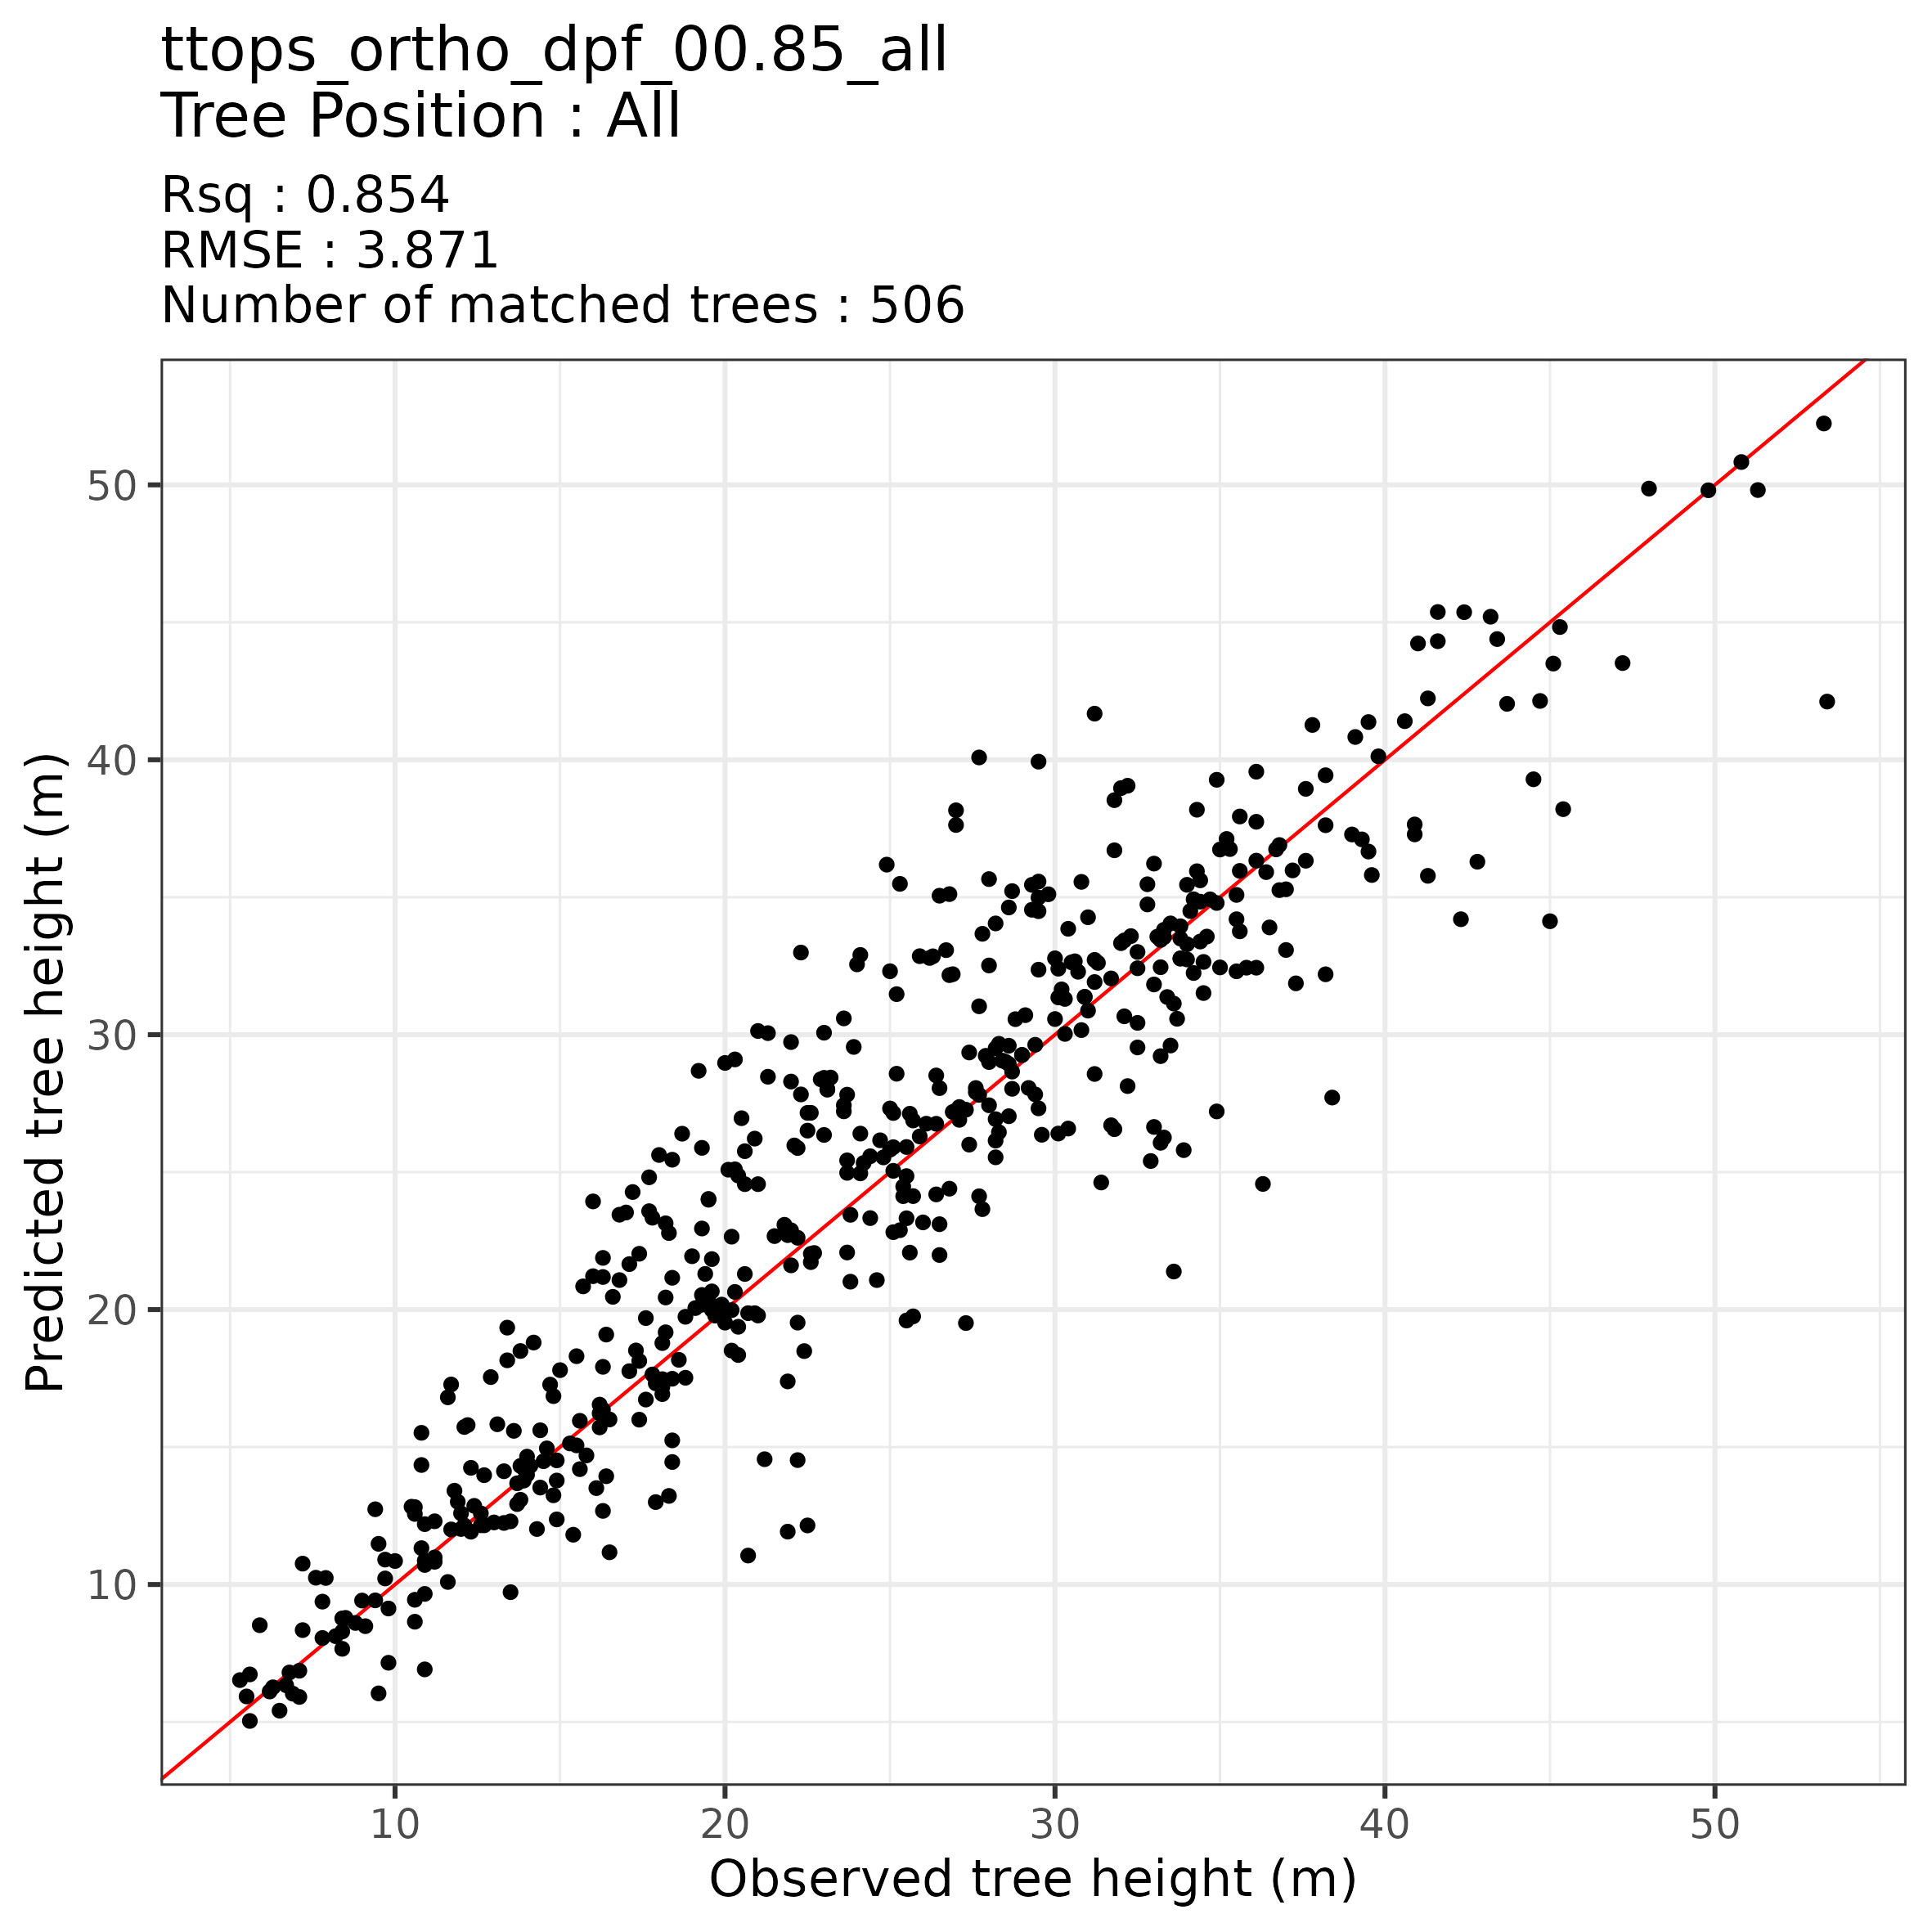 ttops_ortho_dpf_00.85_all
Tree Position : All
Rsq : 0.854
RMSE : 3.871
Number of matched trees : 506
Predicted tree height (m)
50
40
30
20
10
10 20 30 40 50
Observed tree height (m)